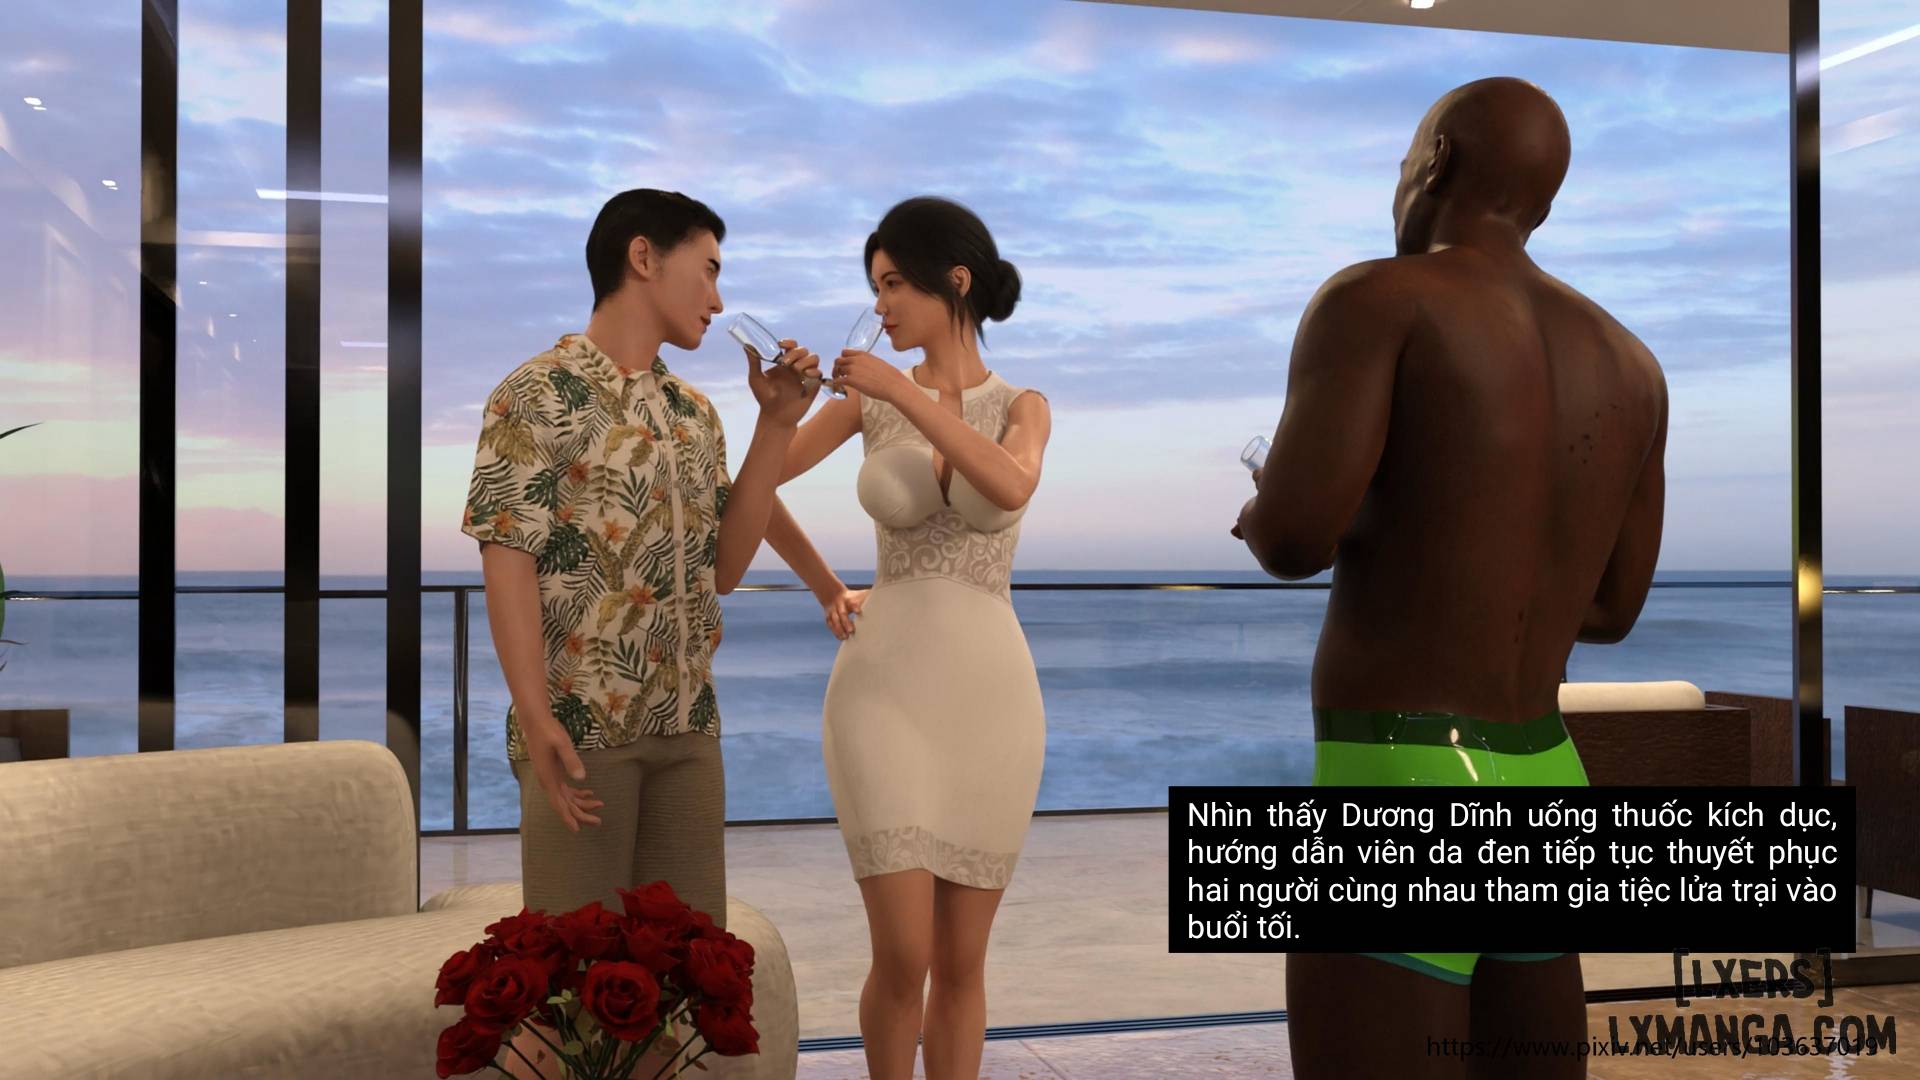 Nhìn thấy Dương Dĩnh uống thuốc kích dục,
hướng dẫn viên da đen tiếp tục thuyết phục
hai người cùng nhau tham gia tiệc lửa trại vào
buổi tối.
[LXERS]
LXMANGA.COM
https://www.pixiv.net/users/103637019